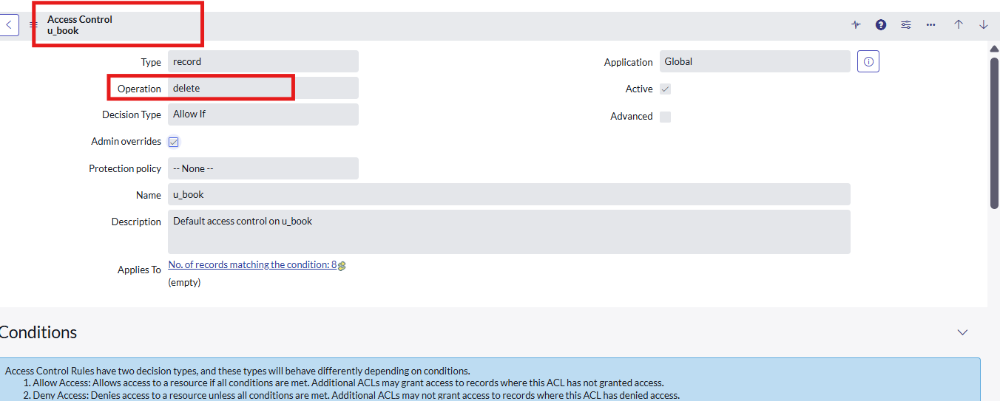 Access Control
u_book
Type record
Application Global
Operation delete
Active
Decision Type Allow If
Advanced
Admin overrides
Protection policy -- None --
Name u_book
Description Default access control on u_book
Applies To No. of records matching the condition: 8
(empty)
Conditions
Access Control Rules have two decision types, and these types will behave differently depending on conditions.
1. Allow Access: Allows access to a resource if all conditions are met. Additional ACLs may grant access to records where this ACL has not granted access.
2. Deny Access: Denies access to a resource unless all conditions are met. Additional ACLs may not grant access to records where this ACL has denied access.